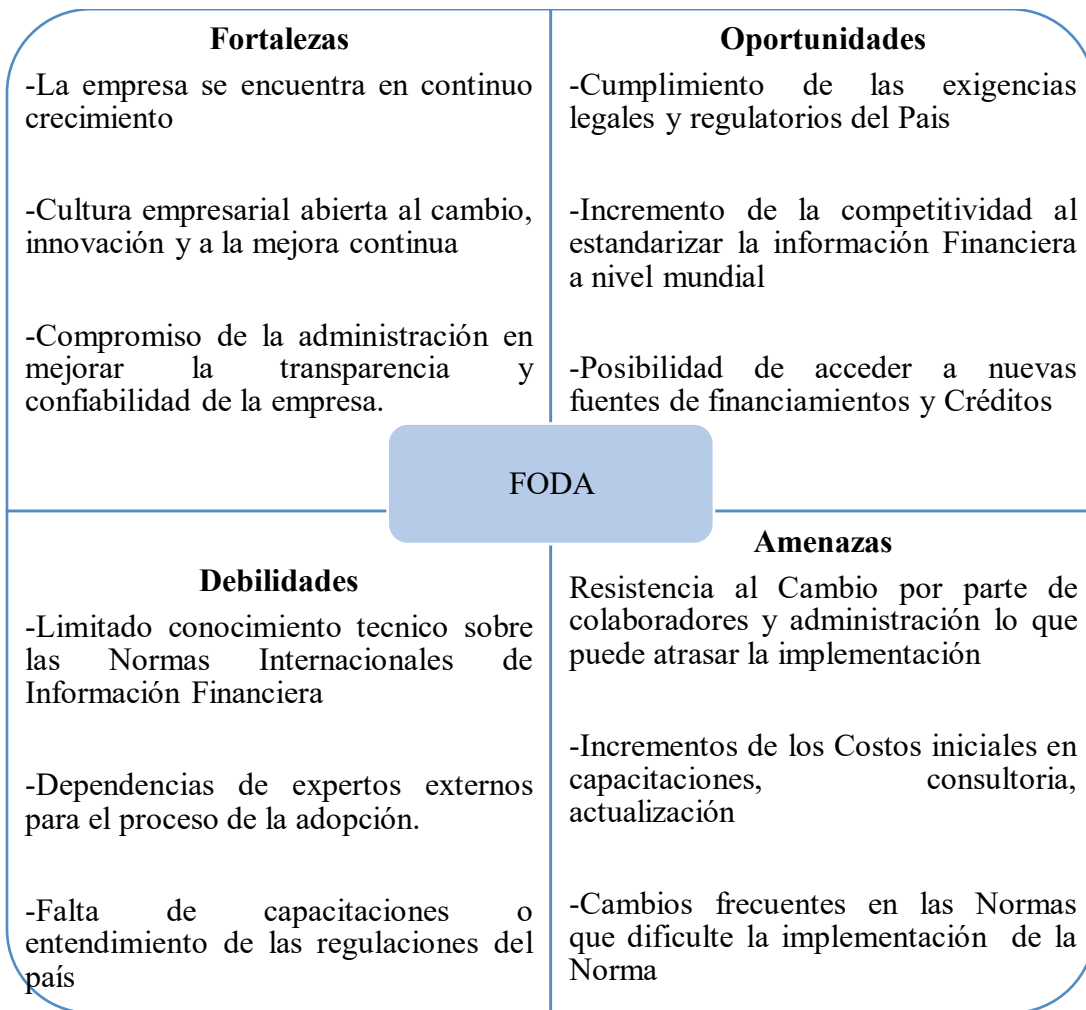 Fortalezas
-La empresa se encuentra en continuo
crecimiento
-Cultura empresarial abierta al cambio,
innovación y a la mejora continua
-Compromiso de la administración en
mejorar la transparencia y
confiabilidad de la empresa.
Oportunidades
-Cumplimiento de las exigencias
legales y regulatorios del Pais
-Incremento de la competitividad al
estandarizar la información Financiera
a nivel mundial
-Posibilidad de acceder a nuevas
fuentes de financiamientos y Créditos
FODA
Debilidades
-Limitado conocimiento tecnico sobre
las Normas Internacionales de
Información Financiera
-Dependencias de expertos externos
para el proceso de la adopción.
-Falta de capacitaciones o
entendimiento de las regulaciones del
país
Amenazas
Resistencia al Cambio por parte de
colaboradores y administración lo que
puede atrasar la implementación
-Incrementos de los Costos iniciales en
capacitaciones, consultoria,
actualización
-Cambios frecuentes en las Normas
que dificulte la implementación de la
Norma